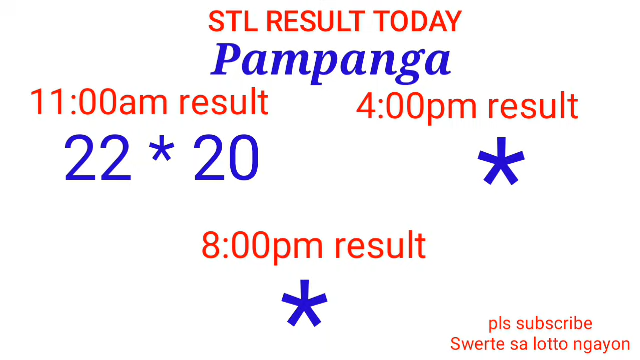 STL RESULT TODAY
Pampanga
11:00am result
22 * 20
4:00pm result
*
8:00pm result
*
pls subscribe
Swerte sa lotto ngayon